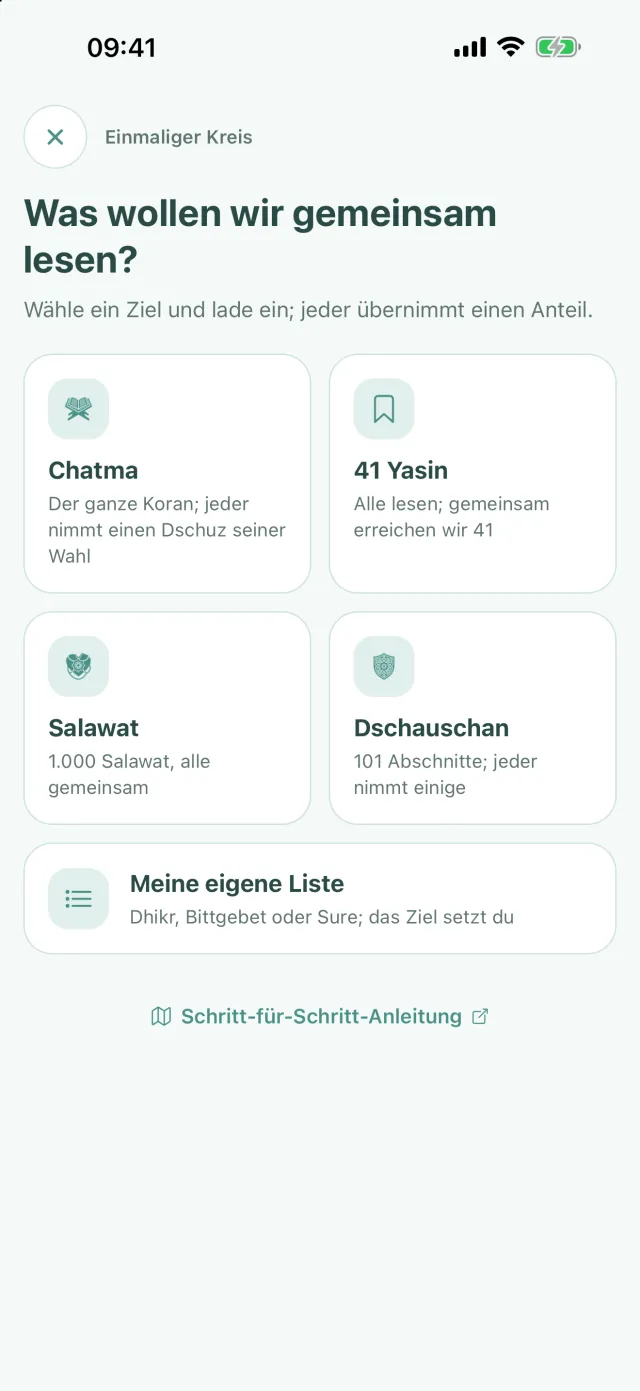 09:41
Einmaliger Kreis
Was wollen wir gemeinsam
lesen?
Wähle ein Ziel und lade ein; jeder übernimmt einen Anteil.
Chatma
Der ganze Koran; jeder
nimmt einen Dschuz seiner
Wahl
41 Yasin
Alle lesen; gemeinsam
erreichen wir 41
Salawat
1.000 Salawat, alle
gemeinsam
Dschauschan
101 Abschnitte; jeder
nimmt einige
Meine eigene Liste
Dhikr, Bittgebet oder Sure; das Ziel setzt du
Schritt-für-Schritt-Anleitung